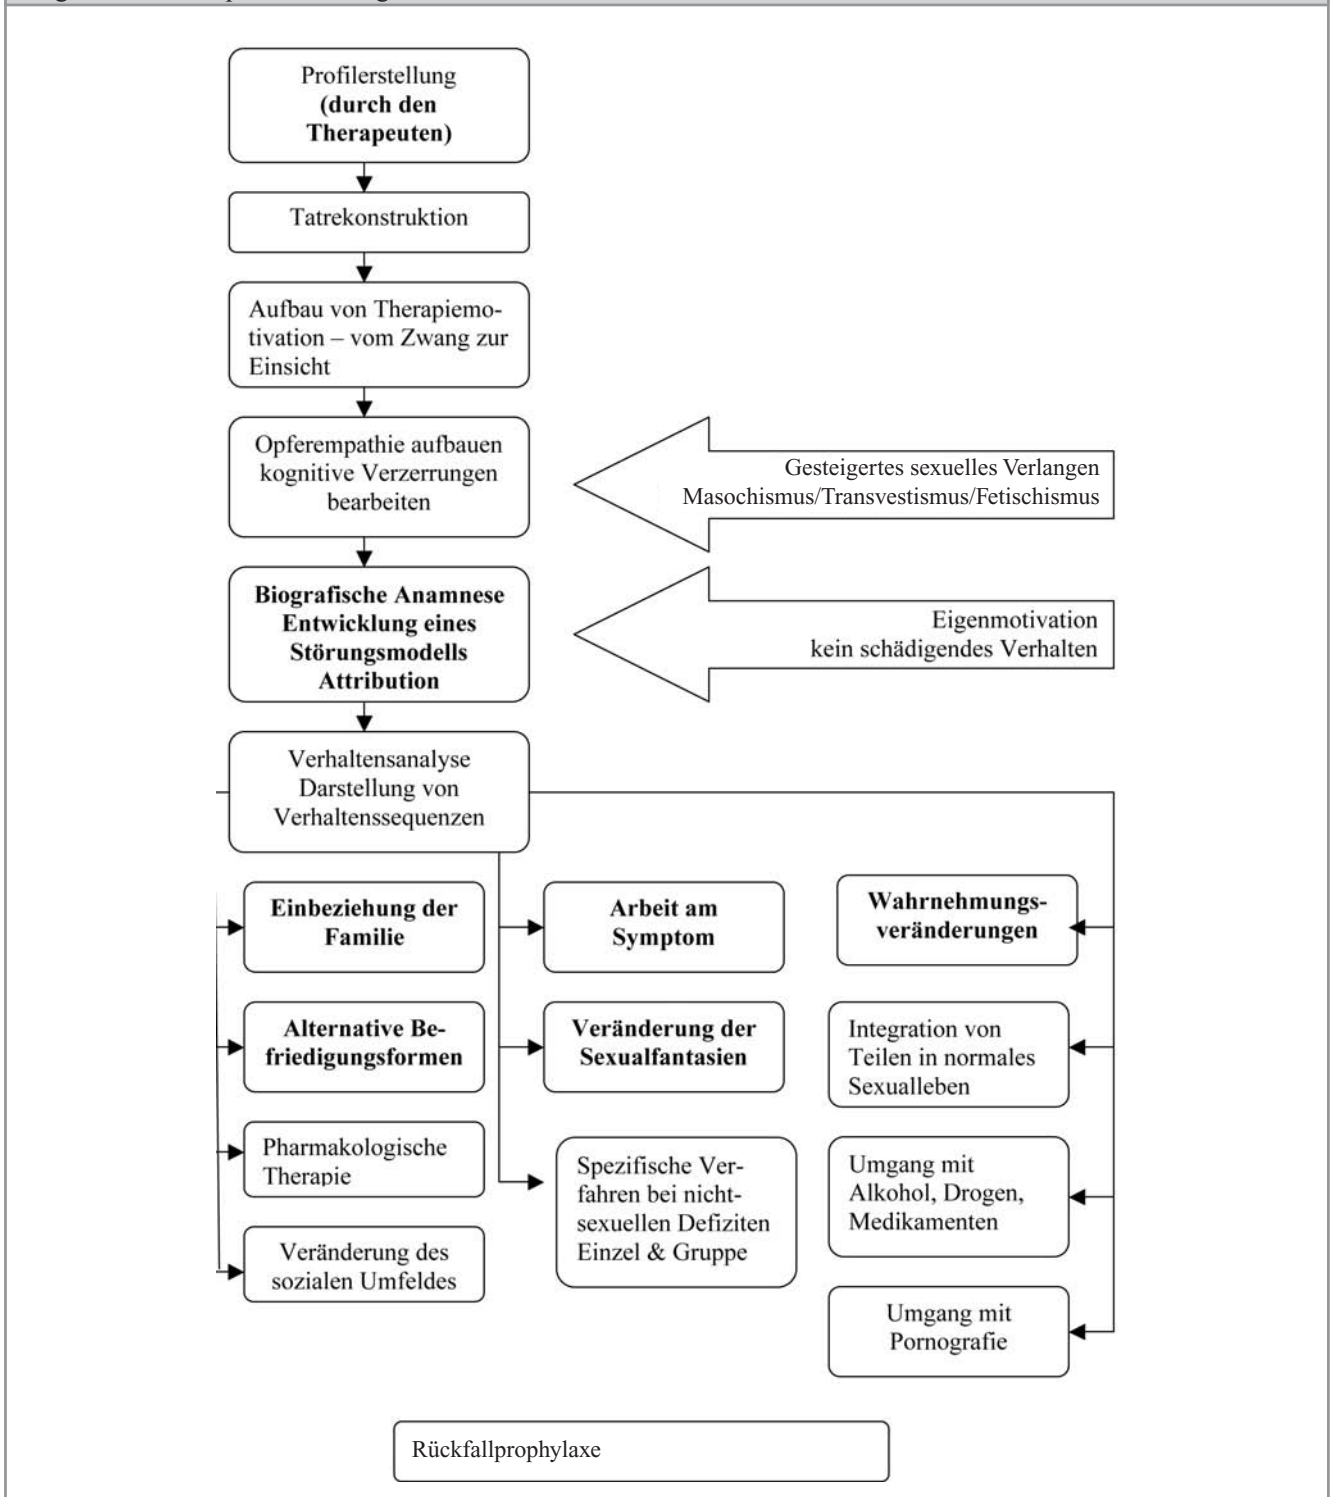 Profilerstellung
(durch den
Therapeuten)
Tatrekonstruktion
Aufbau von Therapiemo-
tivation – vom Zwang zur
Einsicht
Opferempathie aufbauen
kognitive Verzerrungen
bearbeiten
Gesteigertes sexuelles Verlangen
Masochismus/Transvestismus/Fetischismus
Biografische Anamnese
Entwicklung eines
Störungsmodells
Attribution
Eigenmotivation
kein schädigendes Verhalten
Verhaltensanalyse
Darstellung von
Verhaltenssequenzen
Einbeziehung der
Familie
Arbeit am
Symptom
Wahrnehmungs-
veränderungen
Alternative Be-
friedigungsformen
Veränderung der
Sexualfantasien
Integration von
Teilen in normales
Sexualleben
Pharmakologische
Therapie
Spezifische Ver-
fahren bei nicht-
sexuellen Defiziten
Einzel & Gruppe
Umgang mit
Alkohol, Drogen,
Medikamenten
Veränderung des
sozialen Umfeldes
Umgang mit
Pornografie
Rückfallprophylaxe